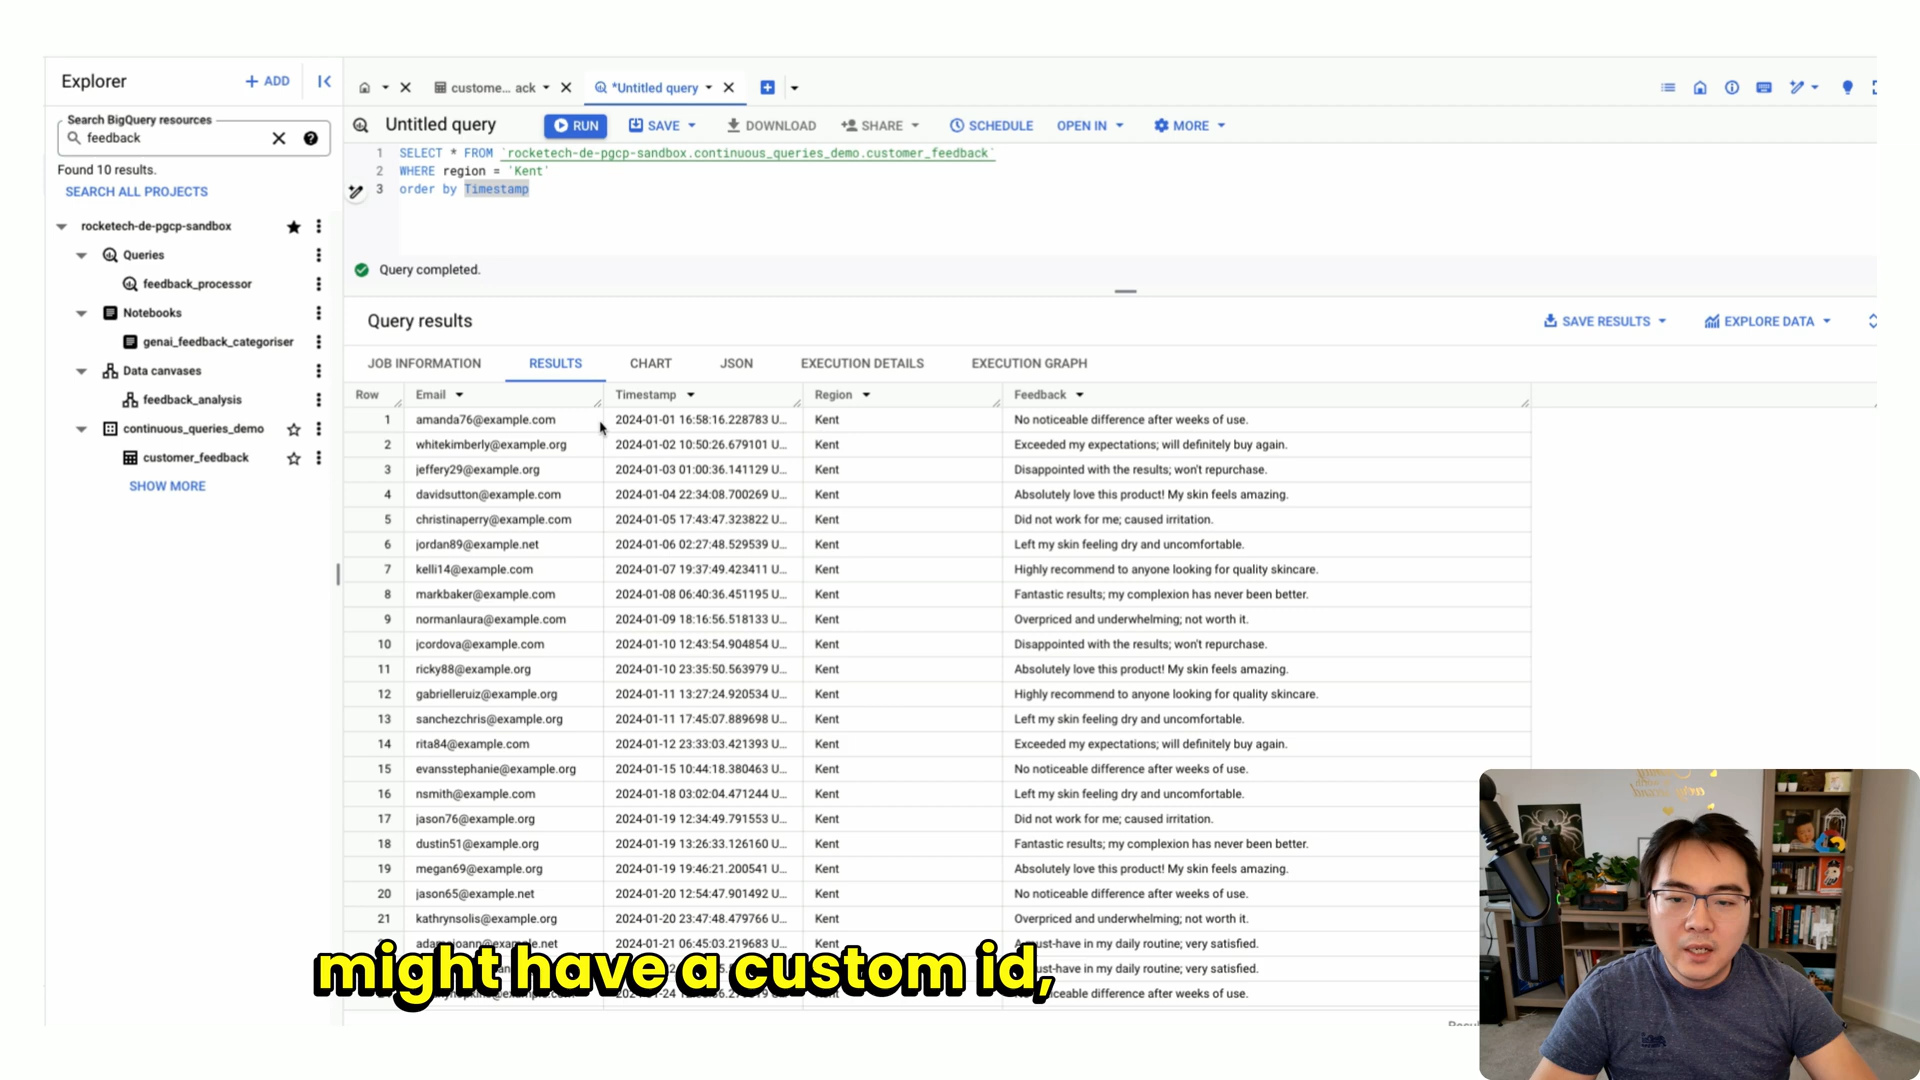 Explorer
+ ADD
Search BigQuery resources
feedback
Found 10 results.
SEARCH ALL PROJECTS
rocketech-de-pgcp-sandbox
Queries
feedback_processor
Notebooks
genai_feedback_categoriser
Data canvases
feedback_analysis
continuous_queries_demo
customer_feedback
SHOW MORE
custome... ack
*Untitled query
Untitled query
RUN
SAVE
DOWNLOAD
SHARE
SCHEDULE
OPEN IN
MORE
1 SELECT * FROM `rocketech-de-pgcp-sandbox.continuous_queries_demo.customer_feedback`
2 WHERE region = 'Kent'
3 order by Timestamp
Query completed.
Query results
SAVE RESULTS
EXPLORE DATA
JOB INFORMATION RESULTS CHART JSON EXECUTION DETAILS EXECUTION GRAPH
Row Email Timestamp Region Feedback
1 amanda76@example.com 2024-01-01 16:58:16.228783 U... Kent No noticeable difference after weeks of use.
2 whitekimberly@example.org 2024-01-02 10:50:26.679101 U... Kent Exceeded my expectations; will definitely buy again.
3 jeffery29@example.org 2024-01-03 01:00:36.141129 U... Kent Disappointed with the results; won't repurchase.
4 davidsutton@example.com 2024-01-04 22:34:08.700269 U... Kent Absolutely love this product! My skin feels amazing.
5 christinaperry@example.com 2024-01-05 17:43:47.323822 U... Kent Did not work for me; caused irritation.
6 jordan89@example.net 2024-01-06 02:27:48.529539 U... Kent Left my skin feeling dry and uncomfortable.
7 kelli14@example.com 2024-01-07 19:37:49.423411 U... Kent Highly recommend to anyone looking for quality skincare.
8 markbaker@example.com 2024-01-08 06:40:36.451195 U... Kent Fantastic results; my complexion has never been better.
9 normanlaura@example.com 2024-01-09 18:16:56.518133 U... Kent Overpriced and underwhelming; not worth it.
10 jcordova@example.com 2024-01-10 12:43:54.904854 U... Kent Disappointed with the results; won't repurchase.
11 ricky88@example.org 2024-01-10 23:35:50.563979 U... Kent Absolutely love this product! My skin feels amazing.
12 gabrielleruiz@example.org 2024-01-11 13:27:24.920534 U... Kent Highly recommend to anyone looking for quality skincare.
13 sanchezchris@example.org 2024-01-11 17:45:07.889698 U... Kent Left my skin feeling dry and uncomfortable.
14 rita84@example.com 2024-01-12 23:33:03.421393 U... Kent Exceeded my expectations; will definitely buy again.
15 evansstephanie@example.org 2024-01-15 10:44:18.380463 U... Kent No noticeable difference after weeks of use.
16 nsmith@example.com 2024-01-18 03:02:04.471244 U... Kent Left my skin feeling dry and uncomfortable.
17 jason76@example.org 2024-01-19 12:34:49.791553 U... Kent Did not work for me; caused irritation.
18 dustin51@example.org 2024-01-19 13:26:33.126160 U... Kent Fantastic results; my complexion has never been better.
19 megan69@example.org 2024-01-19 19:46:21.200541 U... Kent Absolutely love this product! My skin feels amazing.
20 jason65@example.net 2024-01-20 12:54:47.901492 U... Kent No noticeable difference after weeks of use.
21 kathrynsolis@example.org 2024-01-20 23:47:48.479766 U... Kent Overpriced and underwhelming; not worth it.
2024-01-21 06:45:03.219683 U... Kent must-have in my daily routine; very satisfied.
must-have in my daily routine; very satisfied.
noticeable difference after weeks of use.
might have a custom id,